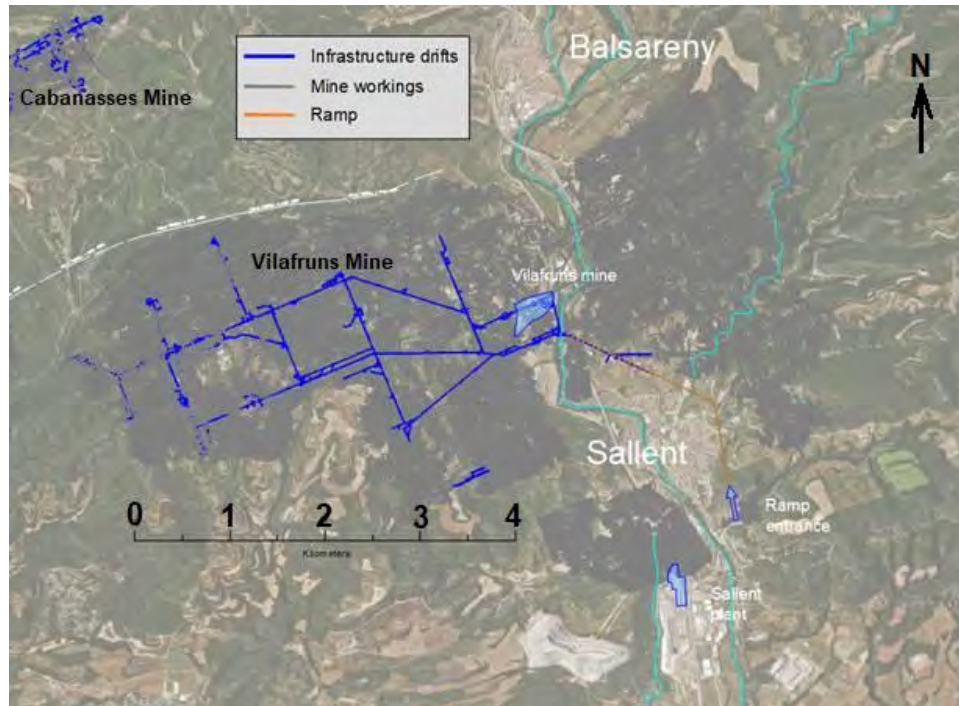 Balsareny
Infrastructure drifts
Mine workings
Ramp
N
Cabanasses Mine
Vilafruns Mine
Vilafruns mine
Sallent
0 1 2 3 4
Kilometers
Ramp
entrance
Sallent
plant